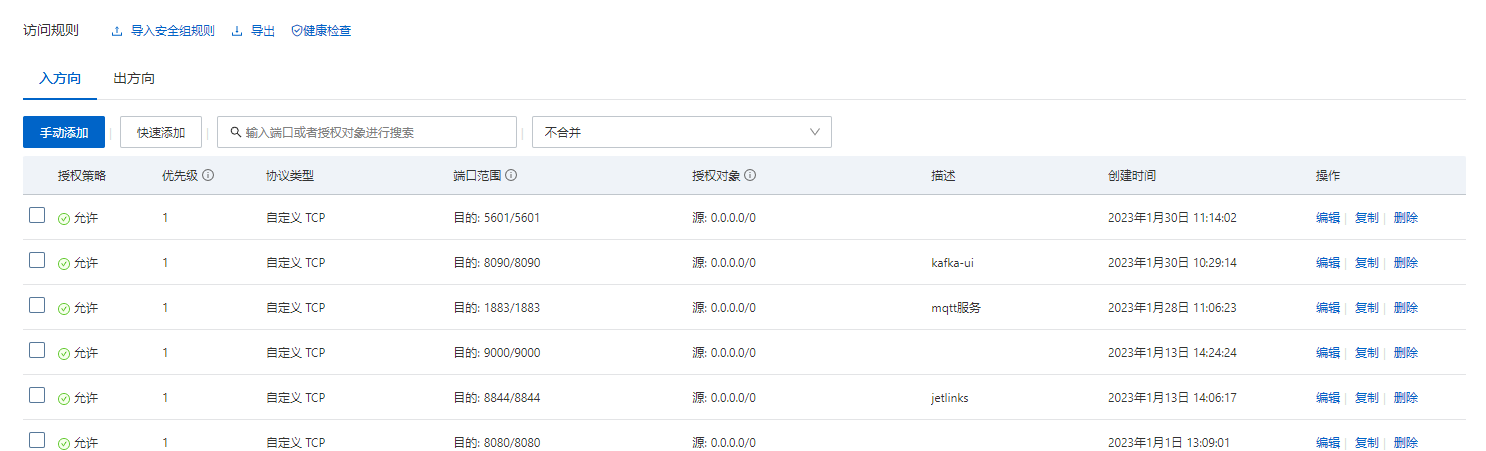 访问规则 导入安全组规则 导出 健康检查
入方向 出方向
手动添加 快速添加 输入端口或者授权对象进行搜索 不合并
授权策略 优先级 协议类型 端口范围 授权对象 描述 创建时间 操作
允许 1 自定义 TCP 目的: 5601/5601 源: 0.0.0.0/0 2023年1月30日 11:14:02 编辑 复制 删除
允许 1 自定义 TCP 目的: 8090/8090 源: 0.0.0.0/0 kafka-ui 2023年1月30日 10:29:14 编辑 复制 删除
允许 1 自定义 TCP 目的: 1883/1883 源: 0.0.0.0/0 mqtt服务 2023年1月28日 11:06:23 编辑 复制 删除
允许 1 自定义 TCP 目的: 9000/9000 源: 0.0.0.0/0 2023年1月13日 14:24:24 编辑 复制 删除
允许 1 自定义 TCP 目的: 8844/8844 源: 0.0.0.0/0 jetlinks 2023年1月13日 14:06:17 编辑 复制 删除
允许 1 自定义 TCP 目的: 8080/8080 源: 0.0.0.0/0 2023年1月1日 13:09:01 编辑 复制 删除